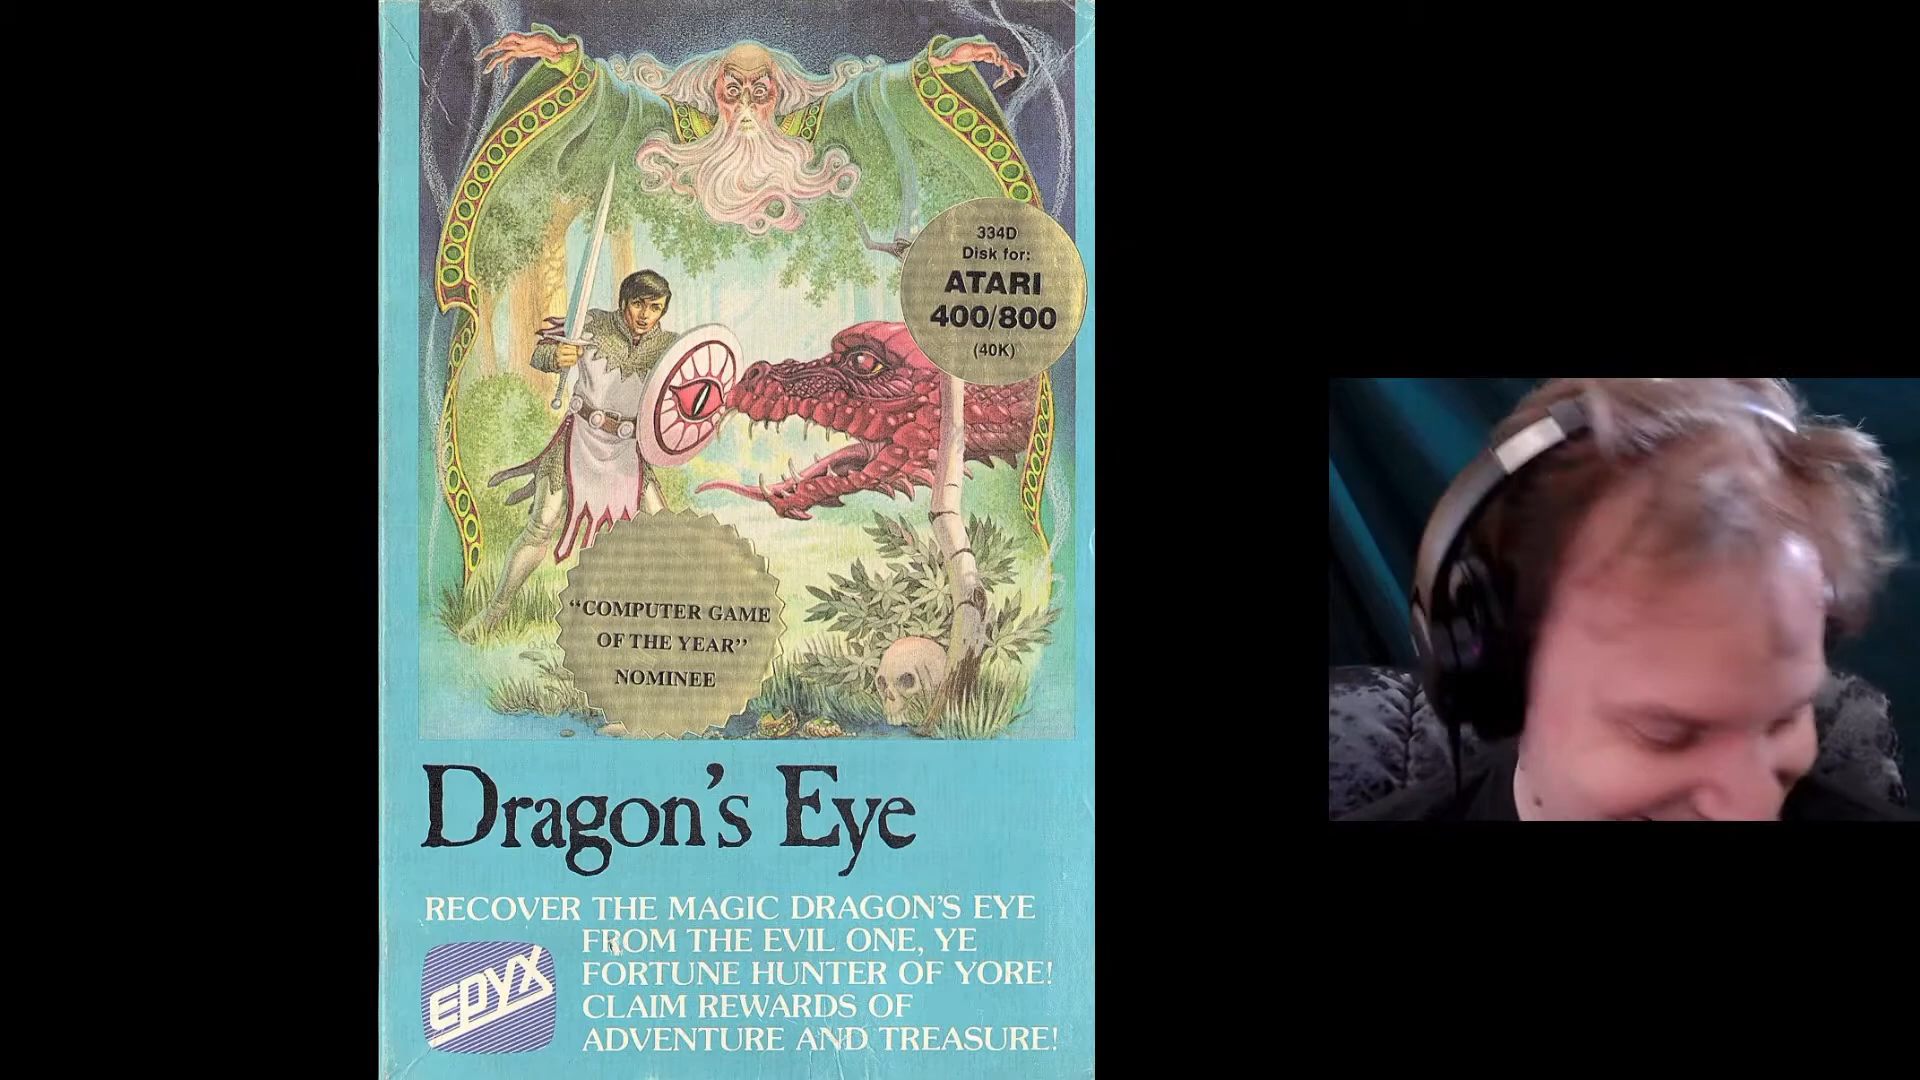 334D
Disk for:
ATARI
400/800
(40K)
"COMPUTER GAME
OF THE YEAR"
NOMINEE
Dragon's Eye
RECOVER THE MAGIC DRAGON'S EYE
FROM THE EVIL ONE, YE
FORTUNE HUNTER OF YORE!
CLAIM REWARDS OF
ADVENTURE AND TREASURE!
EPYX